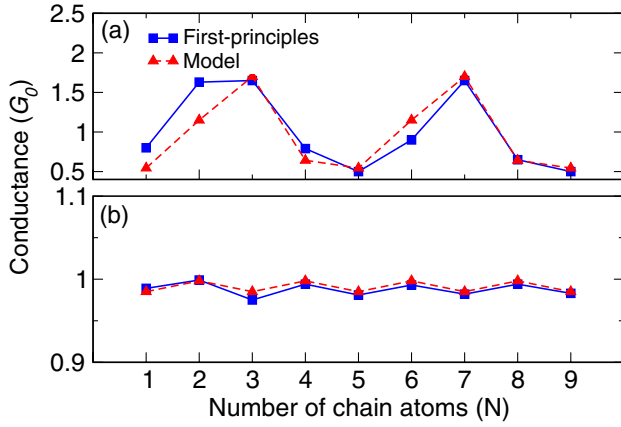 (a)
First-principles
Model
2.5
2
1.5
1
0.5
Conductance (G0)
(b)
1.1
1
0.9
1 2 3 4 5 6 7 8 9
Number of chain atoms (N)